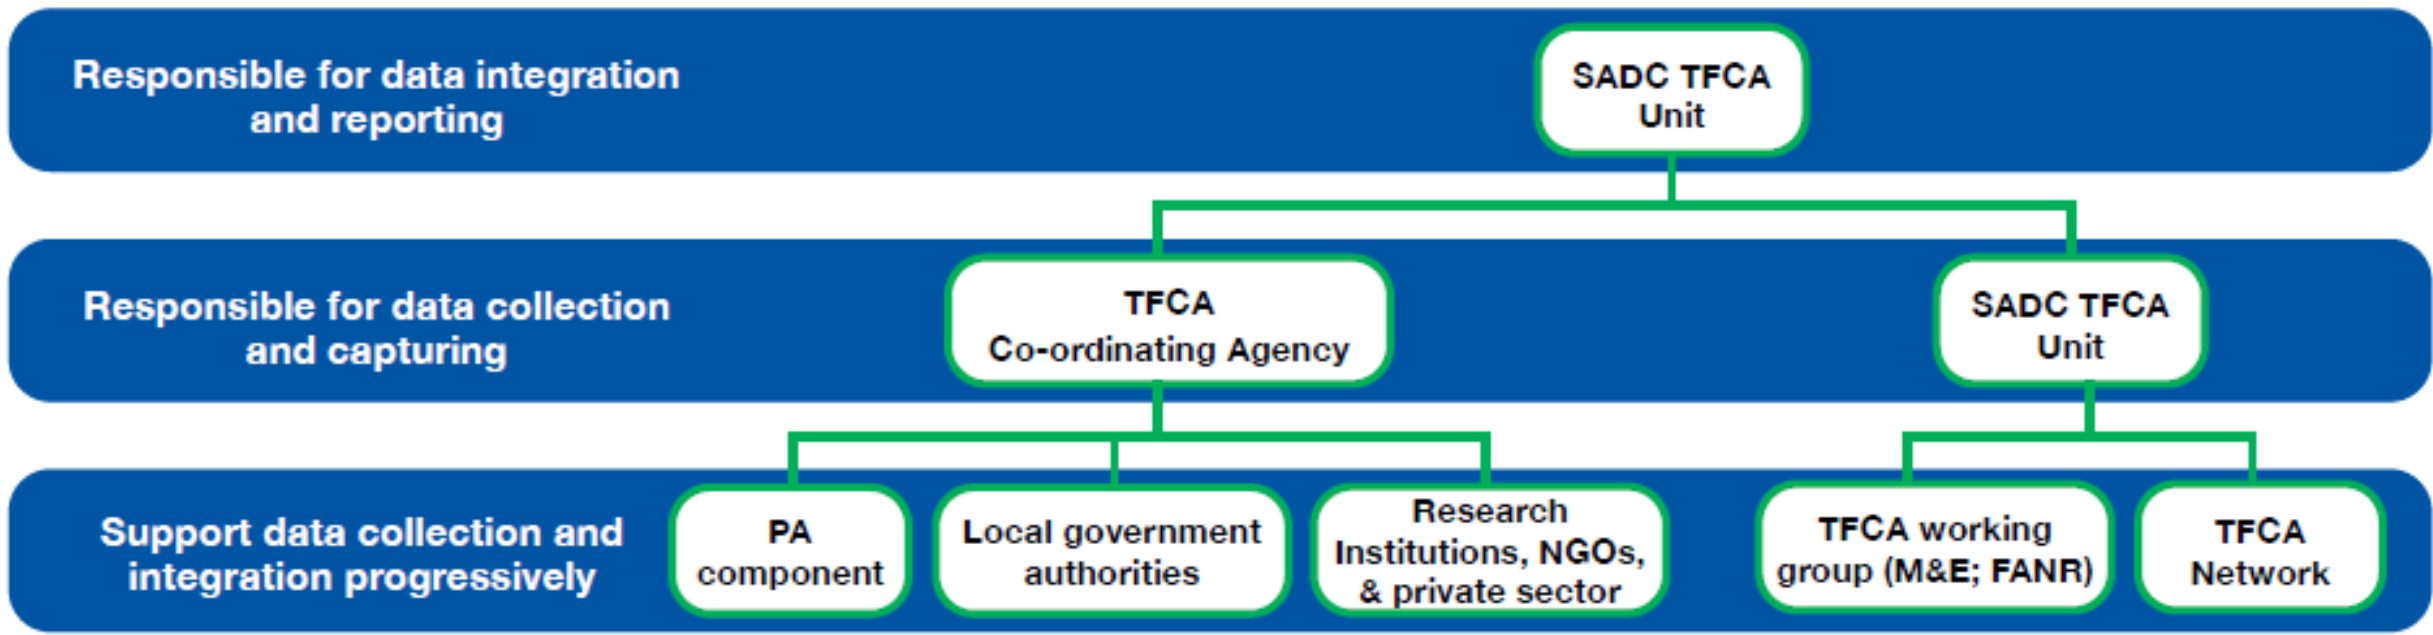 Responsible for data integration
and reporting
SADC TFCA
Unit
Responsible for data collection
and capturing
TFCA
Co-ordinating Agency
SADC TFCA
Unit
Support data collection and
integration progressively
PA
component
Local government
authorities
Research
Institutions, NGOs,
& private sector
TFCA working
group (M&E; FANR)
TFCA
Network